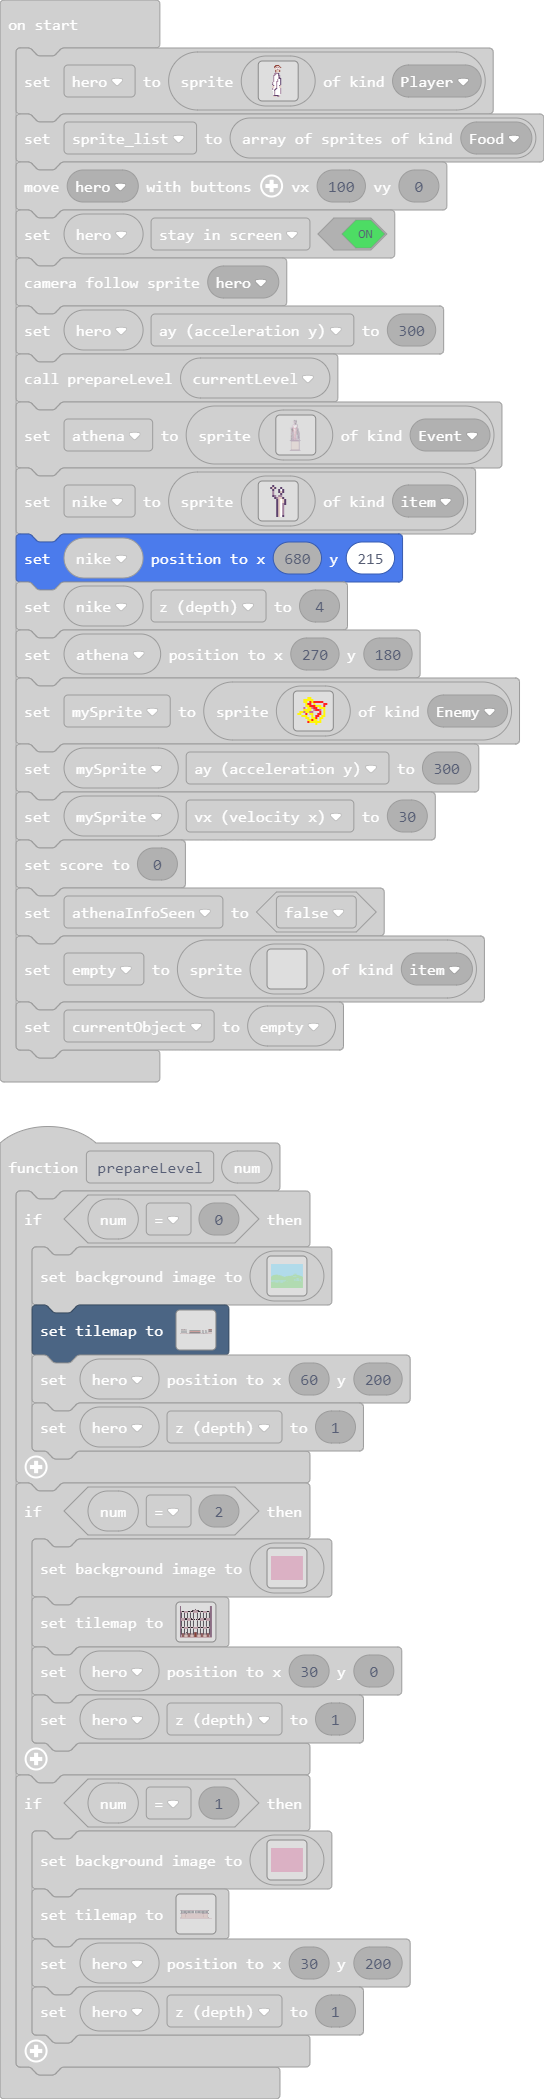 on start
set hero to sprite of kind Player
set sprite_list to array of sprites of kind Food
move hero with buttons vx 100 vy 0
set hero stay in screen ON
camera follow sprite hero
set hero ay (acceleration y) to 300
call prepareLevel currentLevel
set athena to sprite of kind Event
set nike to sprite of kind item
set nike position to x 680 y 215
set nike z (depth) to 4
set athena position to x 270 y 180
set mySprite to sprite of kind Enemy
set mySprite ay (acceleration y) to 300
set mySprite vx (velocity x) to 30
set score to 0
set athenaInfoSeen to false
set empty to sprite of kind item
set currentObject to empty
function prepareLevel num
if num = 0 then
set background image to
set tilemap to
set hero position to x 60 y 200
set hero z (depth) to 1
if num = 2 then
set background image to
set tilemap to
set hero position to x 30 y 0
set hero z (depth) to 1
if num = 1 then
set background image to
set tilemap to
set hero position to x 30 y 200
set hero z (depth) to 1